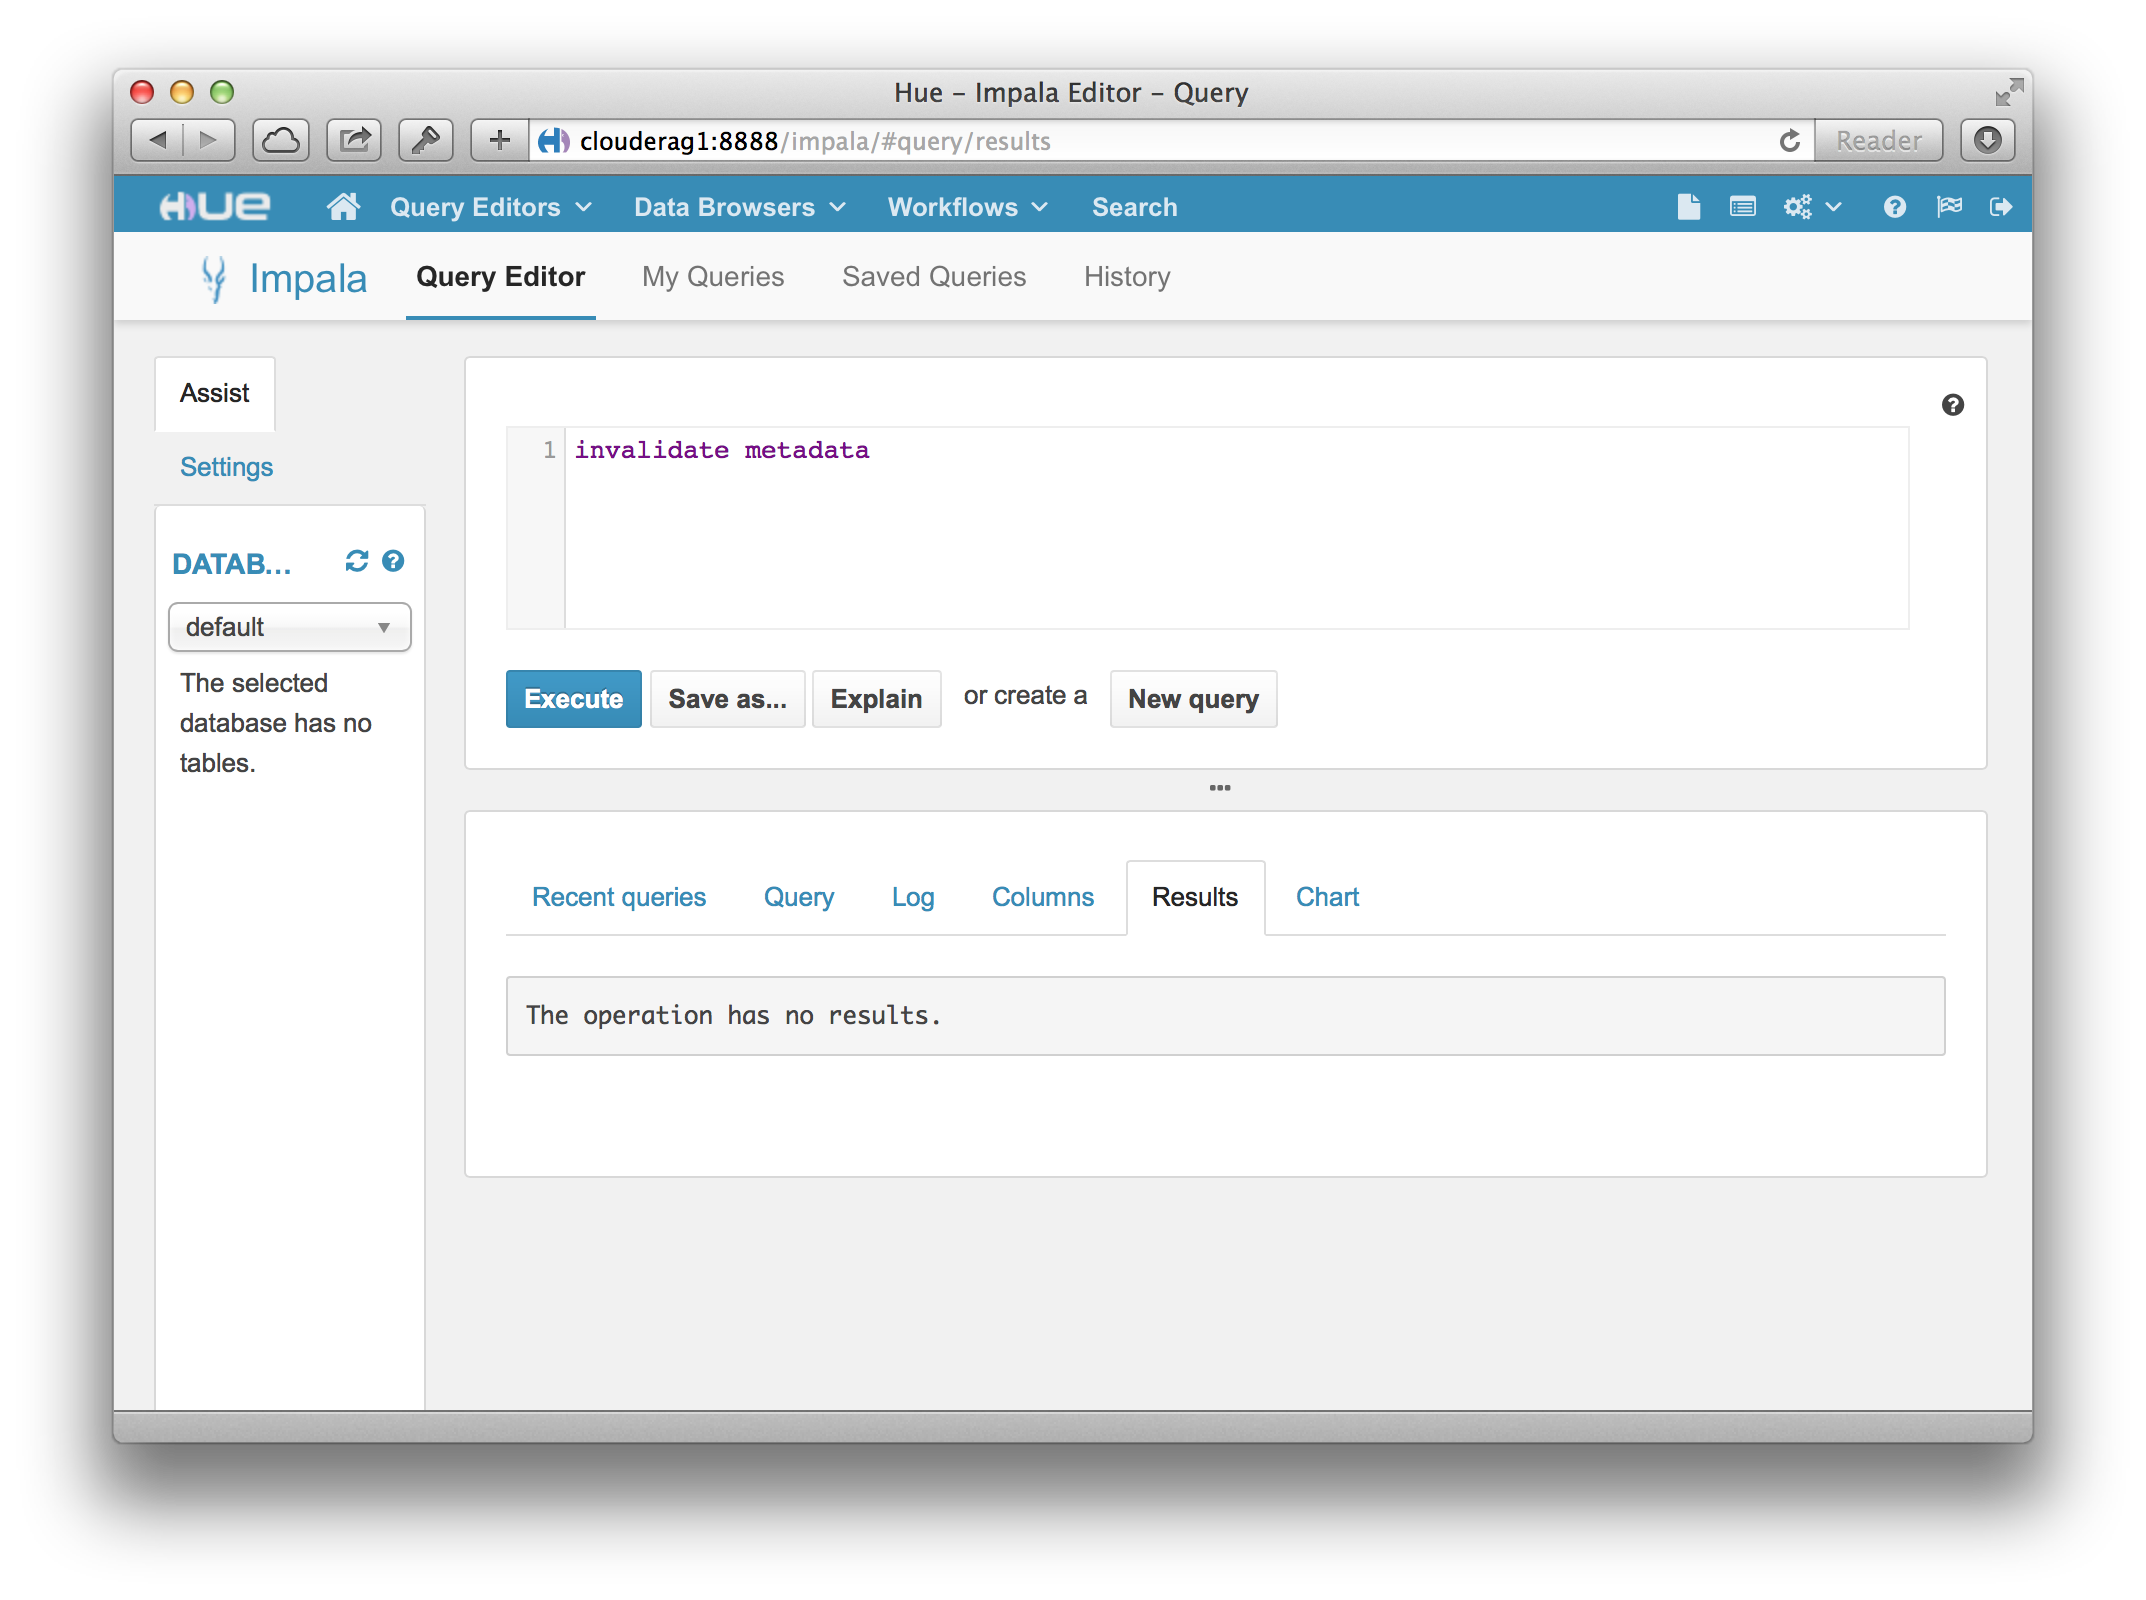 Hue – Impala Editor – Query
clouderag1:8888/impala/#query/results
Reader
HUE Query Editors Data Browsers Workflows Search
Impala Query Editor My Queries Saved Queries History
Assist
Settings
DATAB...
default
The selected
database has no
tables.
1 invalidate metadata
Execute Save as... Explain or create a New query
Recent queries Query Log Columns Results Chart
The operation has no results.